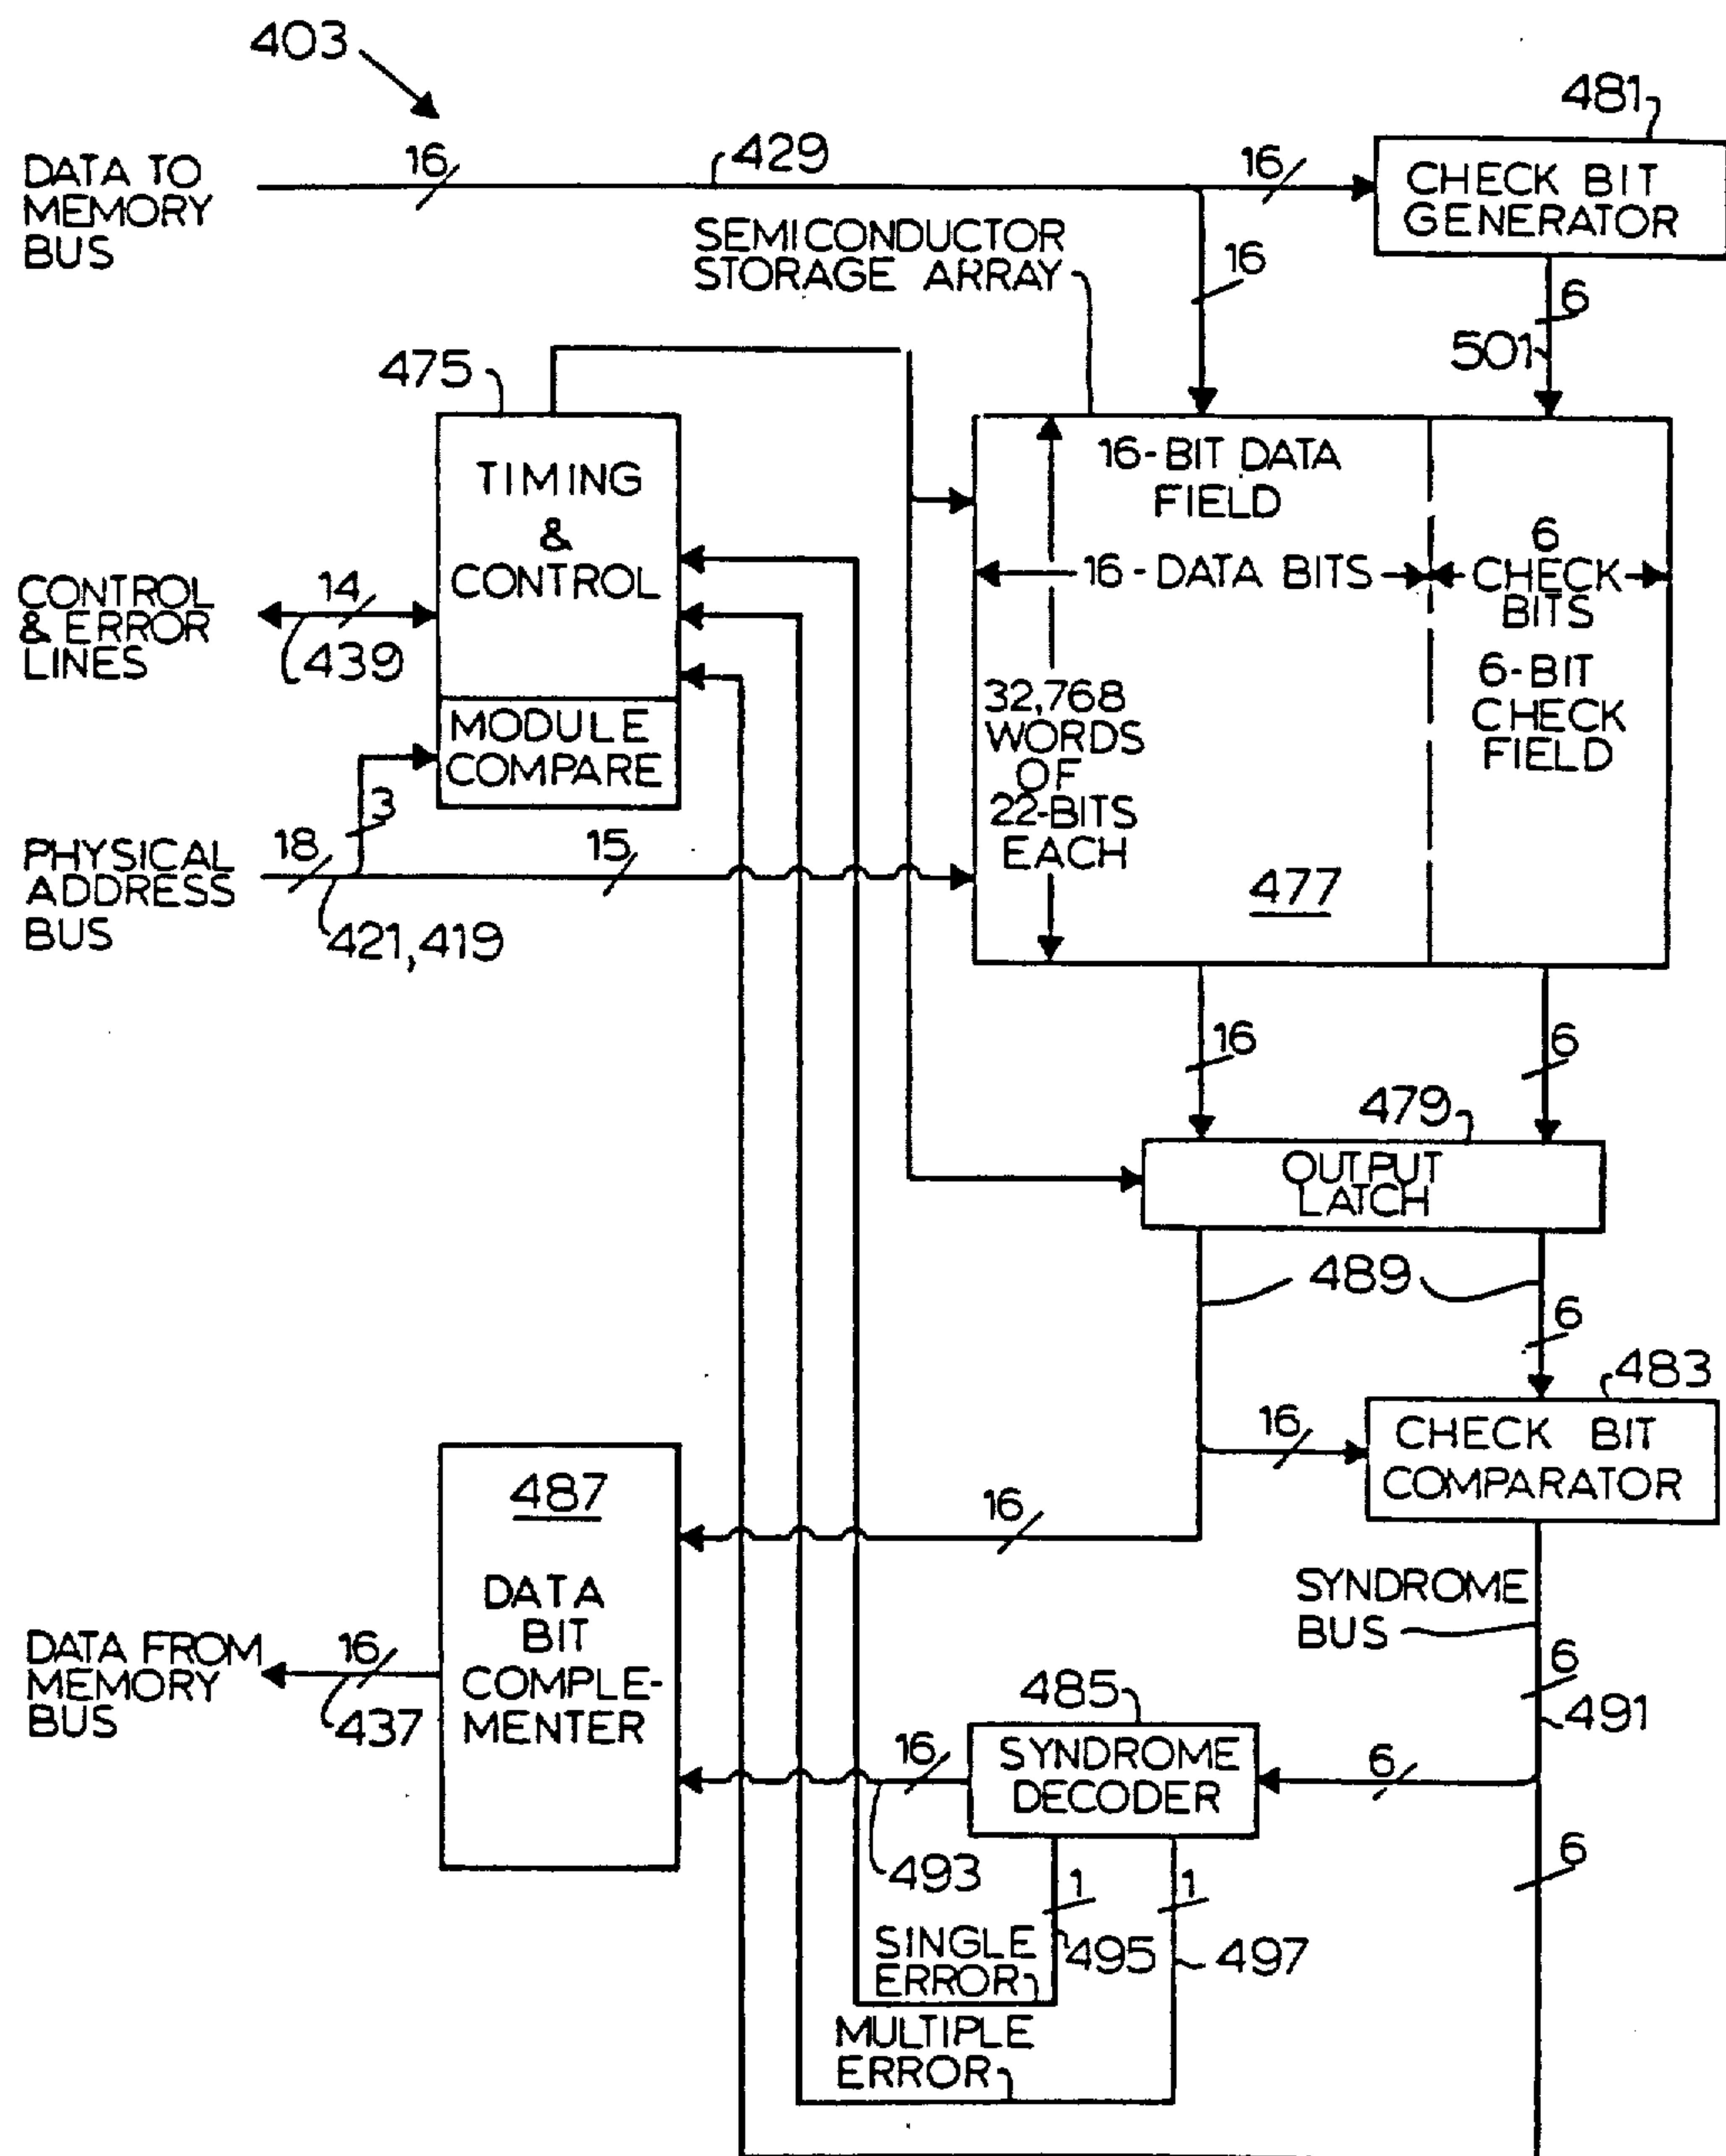 403
481
DATA TO
MEMORY
BUS
16
429
16
CHECK BIT
GENERATOR
SEMICONDUCTOR
STORAGE ARRAY
16
6
501
475
TIMING
&
CONTROL
16-BIT DATA
FIELD
16-DATA BITS
6
CHECK
BITS
CONTROL
& ERROR
LINES
14
439
32,768
WORDS
OF
22-BITS
EACH
6-BIT
CHECK
FIELD
MODULE
COMPARE
3
PHYSICAL
ADDRESS
BUS
18
15
477
421,419
16
6
479
OUTPUT
LATCH
489
6
483
16
CHECK BIT
COMPARATOR
487
16
DATA
BIT
COMPLE-
MENTER
SYNDROME
BUS
DATA FROM
MEMORY
BUS
16
437
6
491
485
16
SYNDROME
DECODER
6
493
1
1
6
SINGLE
ERROR
495
497
MULTIPLE
ERROR